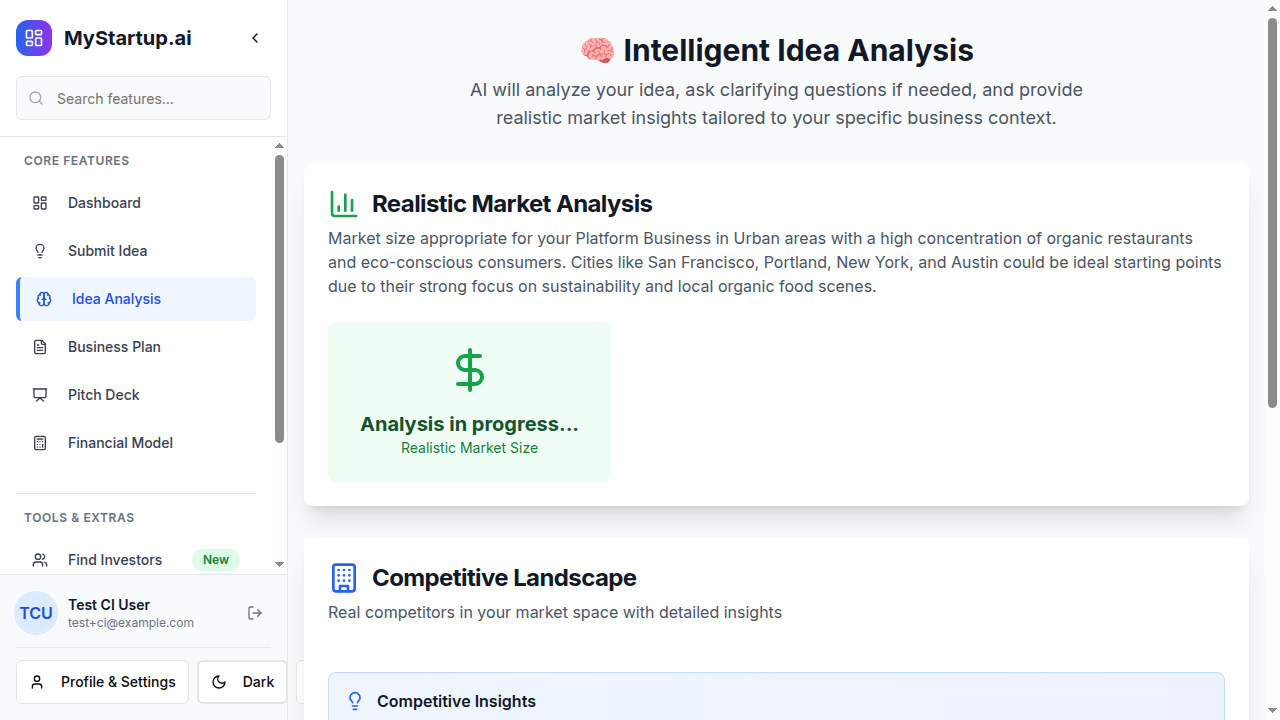 MyStartup.ai
Search features...
CORE FEATURES
Dashboard
Submit Idea
Idea Analysis
Business Plan
Pitch Deck
Financial Model
TOOLS & EXTRAS
Find Investors New
TCU
Test CI User
test+ci@example.com
Profile & Settings
Dark
🧠 Intelligent Idea Analysis
AI will analyze your idea, ask clarifying questions if needed, and provide
realistic market insights tailored to your specific business context.
Realistic Market Analysis
Market size appropriate for your Platform Business in Urban areas with a high concentration of organic restaurants
and eco-conscious consumers. Cities like San Francisco, Portland, New York, and Austin could be ideal starting points
due to their strong focus on sustainability and local organic food scenes.
Analysis in progress...
Realistic Market Size
Competitive Landscape
Real competitors in your market space with detailed insights
Competitive Insights